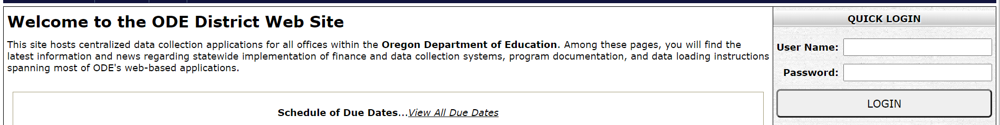 Welcome to the ODE District Web Site
This site hosts centralized data collection applications for all offices within the Oregon Department of Education. Among these pages, you will find the
latest information and news regarding statewide implementation of finance and data collection systems, program documentation, and data loading instructions
spanning most of ODE's web-based applications.
Schedule of Due Dates...View All Due Dates
QUICK LOGIN
User Name:
Password:
LOGIN